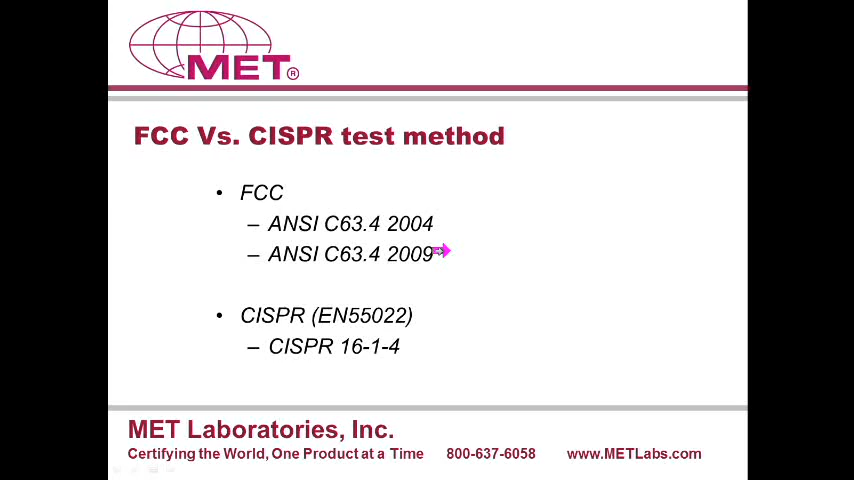 MET®
FCC Vs. CISPR test method
• FCC
– ANSI C63.4 2004
– ANSI C63.4 2009
• CISPR (EN55022)
– CISPR 16-1-4
MET Laboratories, Inc.
Certifying the World, One Product at a Time 800-637-6058 www.METLabs.com